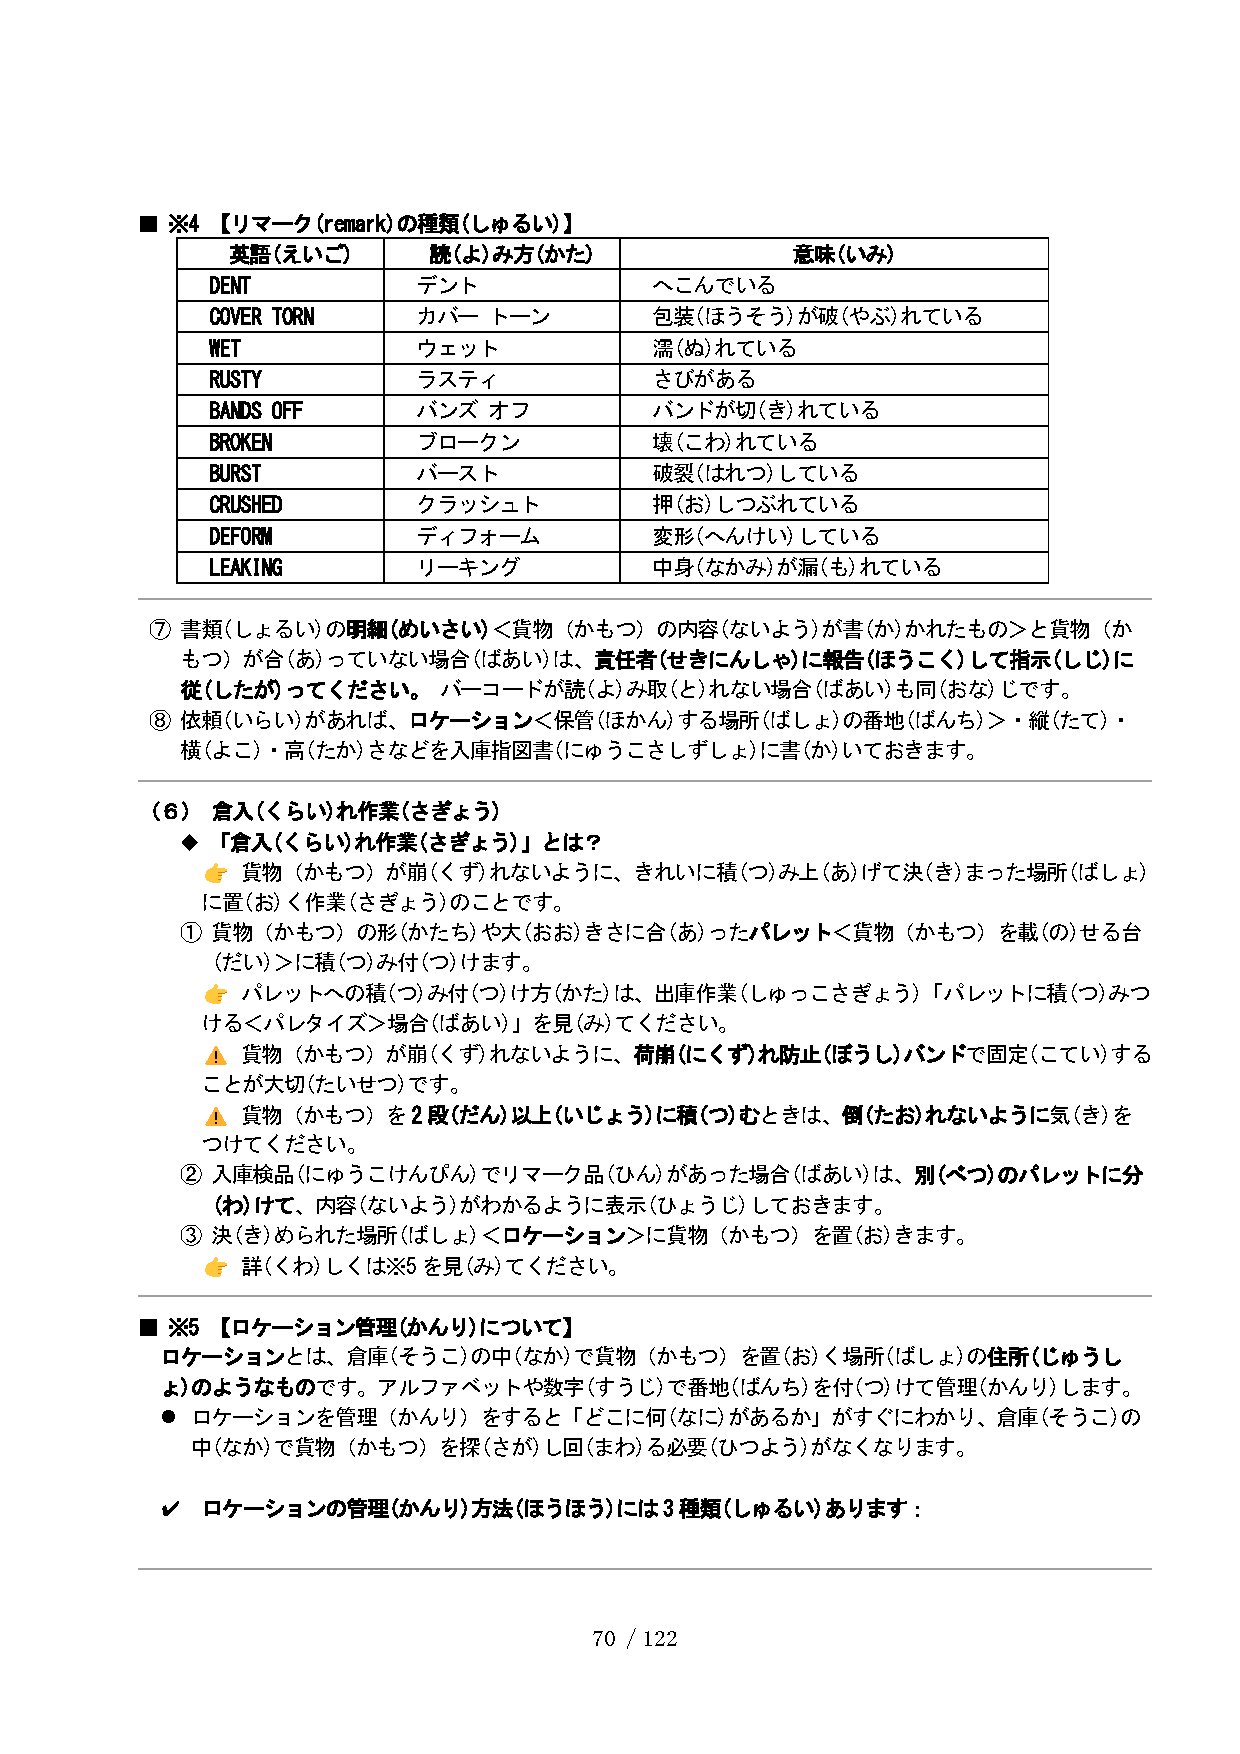 ■ ※4 【リマーク(remark)の種類(しゅるい)】
英語(えいご) 読(よ)み方(かた) 意味(いみ)
DENT デント へこんでいる
COVER TORN カバー トーン 包装(ほうそう)が破(やぶ)れている
WET ウェット 濡(ぬ)れている
RUSTY ラスティ さびがある
BANDS OFF バンズ オフ バンドが切(き)れている
BROKEN ブロークン 壊(こわ)れている
BURST バースト 破裂(はれつ)している
CRUSHED クラッシュト 押(お)しつぶれている
DEFORM ディフォーム 変形(へんけい)している
LEAKING リーキング 中身(なかみ)が漏(も)れている
⑦ 書類(しょるい)の明細(めいさい)＜貨物（かもつ）の内容(ないよう)が書(か)かれたもの＞と貨物（か
もつ）が合(あ)っていない場合(ばあい)は、責任者(せきにんしゃ)に報告(ほうこく)して指示(しじ)に
従(したが)ってください。 バーコードが読(よ)み取(と)れない場合(ばあい)も同(おな)じです。
⑧ 依頼(いらい)があれば、ロケーション＜保管(ほかん)する場所(ばしょ)の番地(ばんち)＞・縦(たて)・
横(よこ)・高(たか)さなどを入庫指図書(にゅうこさしずしょ)に書(か)いておきます。
(６) 倉入(くらい)れ作業(さぎょう)
◆ 「倉入(くらい)れ作業(さぎょう)」とは？
👉 貨物（かもつ）が崩(くず)れないように、きれいに積(つ)み上(あ)げて決(き)まった場所(ばしょ)
に置(お)く作業(さぎょう)のことです。
① 貨物（かもつ）の形(かたち)や大(おお)きさに合(あ)ったパレット＜貨物（かもつ）を載(の)せる台
(だい)＞に積(つ)み付(つ)けます。
👉 パレットへの積(つ)み付(つ)け方(かた)は、出庫作業(しゅっこさぎょう)「パレットに積(つ)みつ
ける＜パレタイズ＞場合(ばあい)」を見(み)てください。
⚠ 貨物（かもつ）が崩(くず)れないように、荷崩(にくず)れ防止(ぼうし)バンドで固定(こてい)する
ことが大切(たいせつ)です。
⚠ 貨物（かもつ）を2段(だん)以上(いじょう)に積(つ)むときは、倒(たお)れないように気(き)を
つけてください。
② 入庫検品(にゅうこけんぴん)でリマーク品(ひん)があった場合(ばあい)は、別(べつ)のパレットに分
(わ)けて、内容(ないよう)がわかるように表示(ひょうじ)しておきます。
③ 決(き)められた場所(ばしょ)＜ロケーション＞に貨物（かもつ）を置(お)きます。
👉 詳(くわ)しくは※5を見(み)てください。
■ ※5 【ロケーション管理(かんり)について】
ロケーションとは、倉庫(そうこ)の中(なか)で貨物（かもつ）を置(お)く場所(ばしょ)の住所(じゅうし
ょ)のようなものです。アルファベットや数字(すうじ)で番地(ばんち)を付(つ)けて管理(かんり)します。
● ロケーションを管理（かんり）をすると「どこに何(なに)があるか」がすぐにわかり、倉庫(そうこ)の
中(なか)で貨物（かもつ）を探(さが)し回(まわ)る必要(ひつよう)がなくなります。
✔ ロケーションの管理(かんり)方法(ほうほう)には3種類(しゅるい)あります：
70 / 122